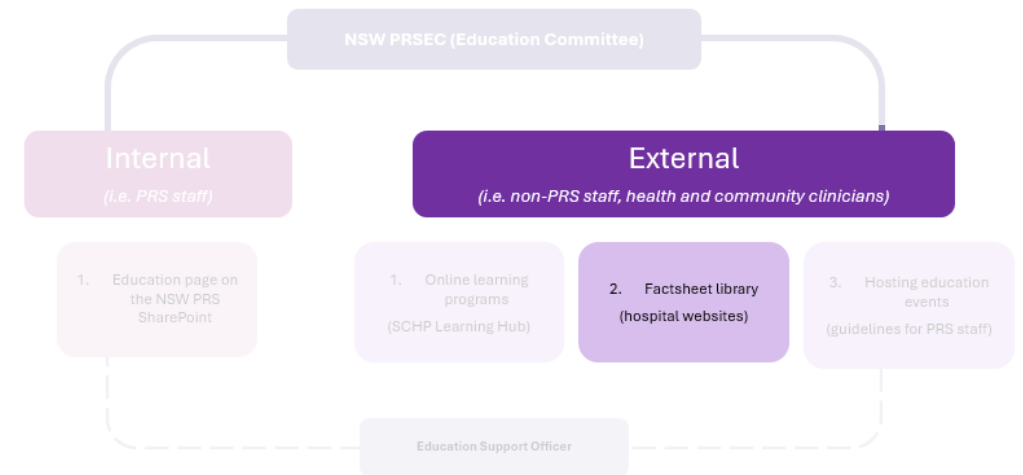 NSW PRSEC (Education Committee)
Internal
(i.e. PRS staff)
External
(i.e. non-PRS staff, health and community clinicians)
1. Education page on
the NSW PRS
SharePoint
1. Online learning
programs
(SCHP Learning Hub)
2. Factsheet library
(hospital websites)
3. Hosting education
events
(guidelines for PRS staff)
Education Support Officer